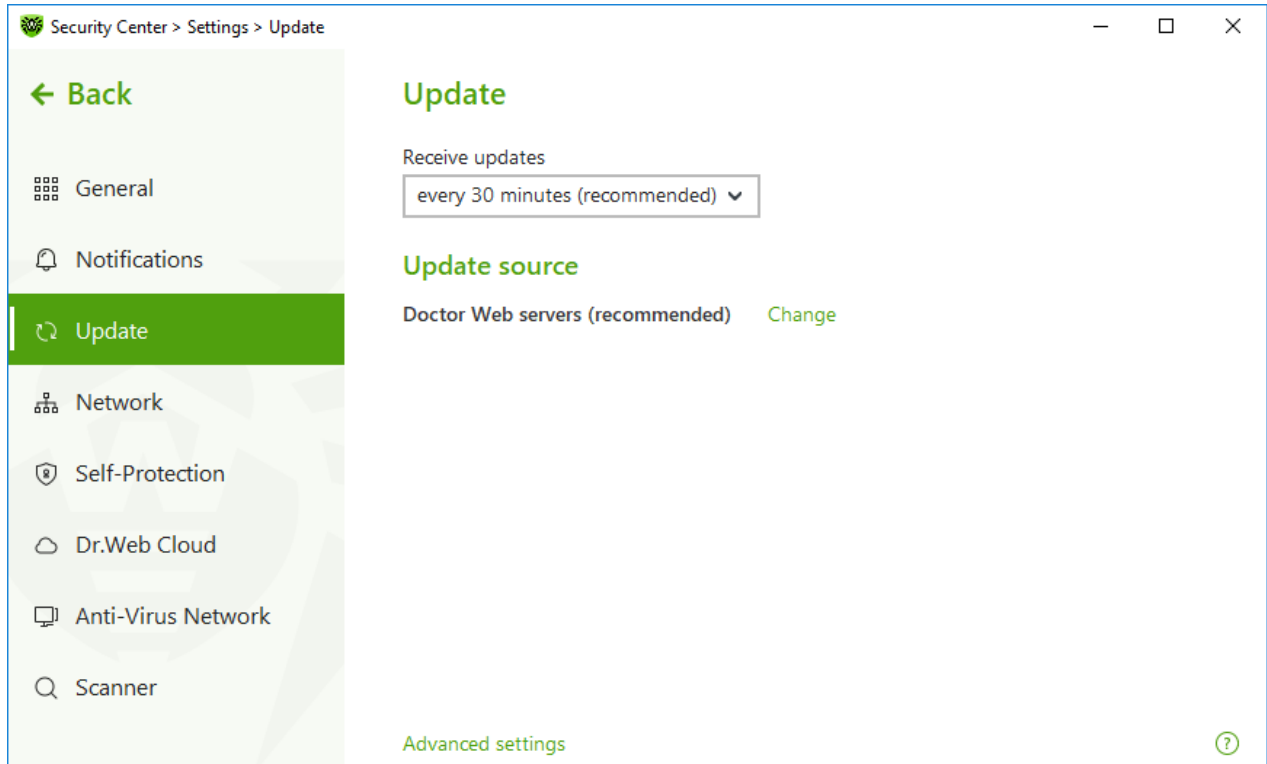 Security Center > Settings > Update
Back
General
Notifications
Update
Network
Self-Protection
Dr.Web Cloud
Anti-Virus Network
Scanner
Update
Receive updates
every 30 minutes (recommended)
Update source
Doctor Web servers (recommended) Change
Advanced settings
?